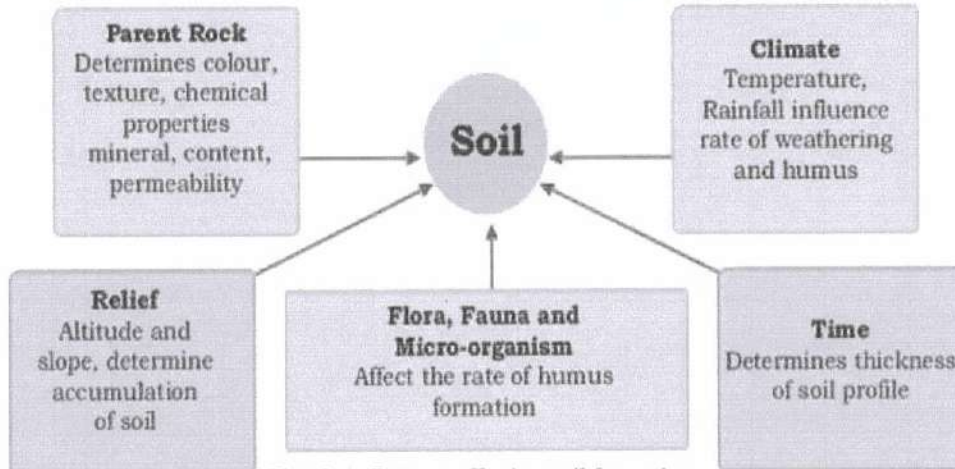 Parent Rock
Determines colour,
texture, chemical
properties
mineral, content,
permeability
Climate
Temperature,
Rainfall influence
rate of weathering
and humus
Soil
Relief
Altitude and
slope, determine
accumulation
of soil
Flora, Fauna and
Micro-organism
Affect the rate of humus
formation
Time
Determines thickness
of soil profile